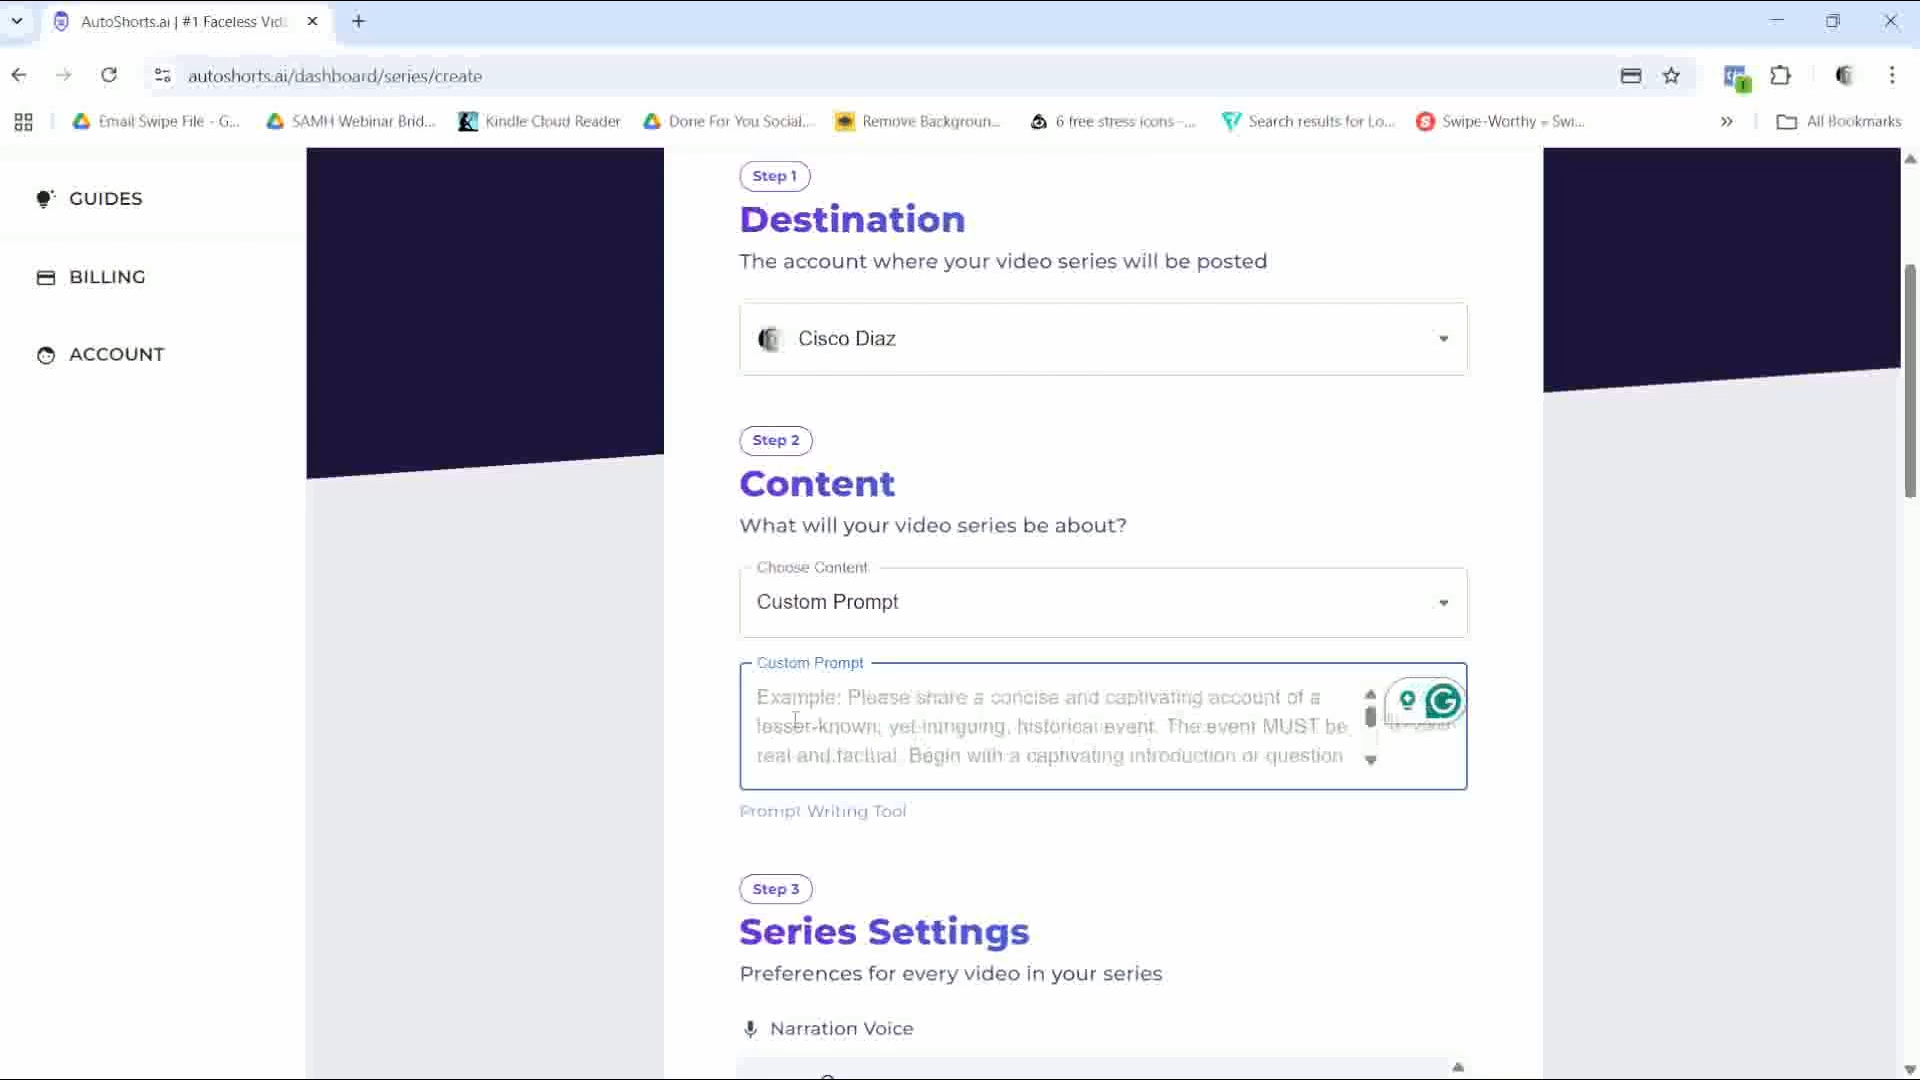 AutoShorts.ai | #1 Faceless Vid
autoshorts.ai/dashboard/series/create
Email Swipe File - G...
SAMH Webinar Brid...
Kindle Cloud Reader
Done For You Social...
Remove Backgroun...
6 free stress icons -...
Search results for Lo...
Swipe-Worthy = Swi...
All Bookmarks
GUIDES
BILLING
ACCOUNT
Step 1
Destination
The account where your video series will be posted
Cisco Diaz
Step 2
Content
What will your video series be about?
Choose Content
Custom Prompt
Custom Prompt
Example: Please share a concise and captivating account of a
lesser-known, yet intriguing, historical event. The event MUST be
real and factual. Begin with a captivating introduction or question
Prompt Writing Tool
Step 3
Series Settings
Preferences for every video in your series
Narration Voice